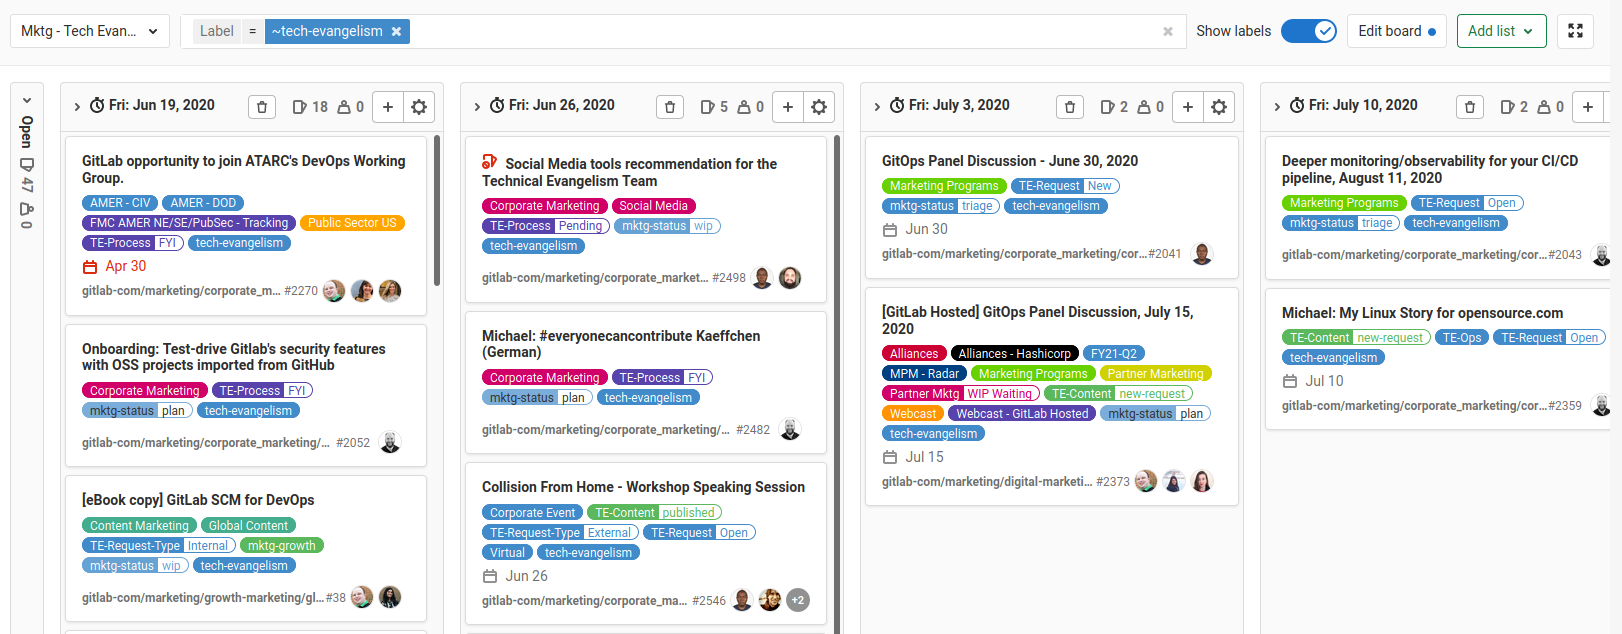 Mktg - Tech Evan...
Label = ~tech-evangelism
Show labels
Edit board
Add list
Open 47 0
Fri: Jun 19, 2020 18 0
GitLab opportunity to join ATARC's DevOps Working
Group.
AMER - CIV AMER - DOD
FMC AMER NE/SE/PubSec - Tracking Public Sector US
TE-Process FYI tech-evangelism
Apr 30
gitlab-com/marketing/corporate_m... #2270
Onboarding: Test-drive Gitlab's security features
with OSS projects imported from GitHub
Corporate Marketing TE-Process FYI
mktg-status plan tech-evangelism
gitlab-com/marketing/corporate_marketing/... #2052
[eBook copy] GitLab SCM for DevOps
Content Marketing Global Content
TE-Request-Type Internal mktg-growth
mktg-status wip tech-evangelism
gitlab-com/marketing/growth-marketing/gl... #38
Fri: Jun 26, 2020 5 0
Social Media tools recommendation for the
Technical Evangelism Team
Corporate Marketing Social Media
TE-Process Pending mktg-status wip
tech-evangelism
gitlab-com/marketing/corporate_market... #2498
Michael: #everyonecancontribute Kaeffchen
(German)
Corporate Marketing TE-Process FYI
mktg-status plan tech-evangelism
gitlab-com/marketing/corporate_marketing/... #2482
Collision From Home - Workshop Speaking Session
Corporate Event TE-Content published
TE-Request-Type External TE-Request Open
Virtual tech-evangelism
Jun 26
gitlab-com/marketing/corporate_ma... #2546 +2
Fri: July 3, 2020 2 0
GitOps Panel Discussion - June 30, 2020
Marketing Programs TE-Request New
mktg-status triage tech-evangelism
Jun 30
gitlab-com/marketing/corporate_marketing/cor... #2041
[GitLab Hosted] GitOps Panel Discussion, July 15,
2020
Alliances Alliances - Hashicorp FY21-Q2
MPM - Radar Marketing Programs Partner Marketing
Partner Mktg WIP Waiting TE-Content new-request
Webcast Webcast - GitLab Hosted mktg-status plan
tech-evangelism
Jul 15
gitlab-com/marketing/digital-marketi... #2373
Fri: July 10, 2020 2 0
Deeper monitoring/observability for your CI/CD
pipeline, August 11, 2020
Marketing Programs TE-Request Open
mktg-status triage tech-evangelism
gitlab-com/marketing/corporate_marketing/cor... #2043
Michael: My Linux Story for opensource.com
TE-Content new-request TE-Ops TE-Request Open
tech-evangelism
Jul 10
gitlab-com/marketing/corporate_marketing/cor... #2359